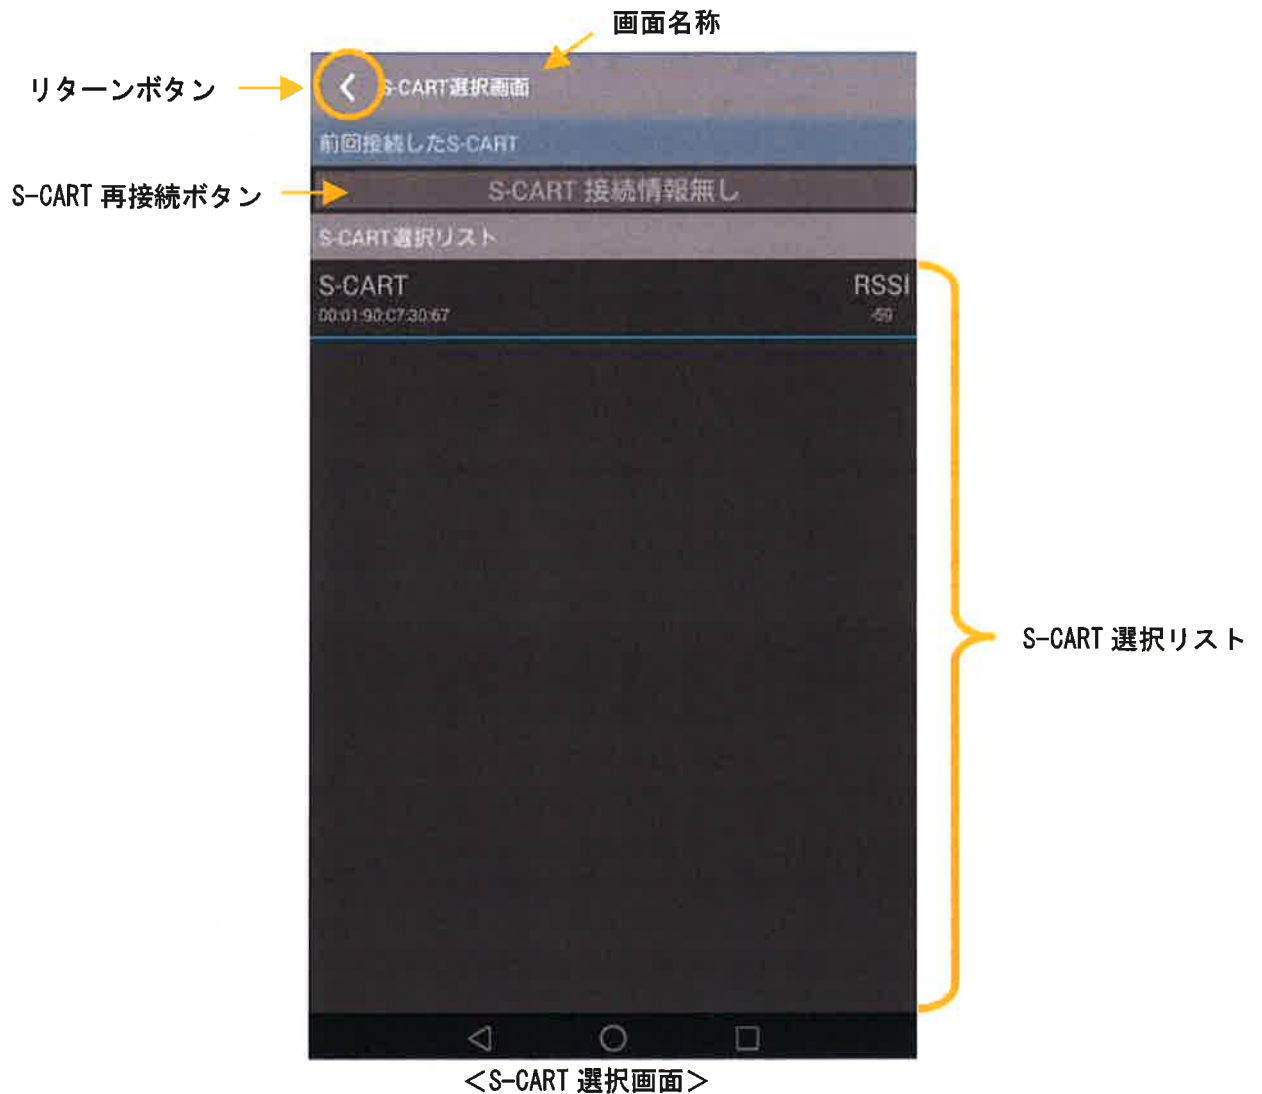 画面名称
リターンボタン
S-CART選択画面
前回接続したS-CART
S-CART 再接続ボタン
S-CART 接続情報無し
S-CART選択リスト
S-CART RSSI
00:01:90:C7:30:67 -59
S-CART 選択リスト
<S-CART 選択画面>